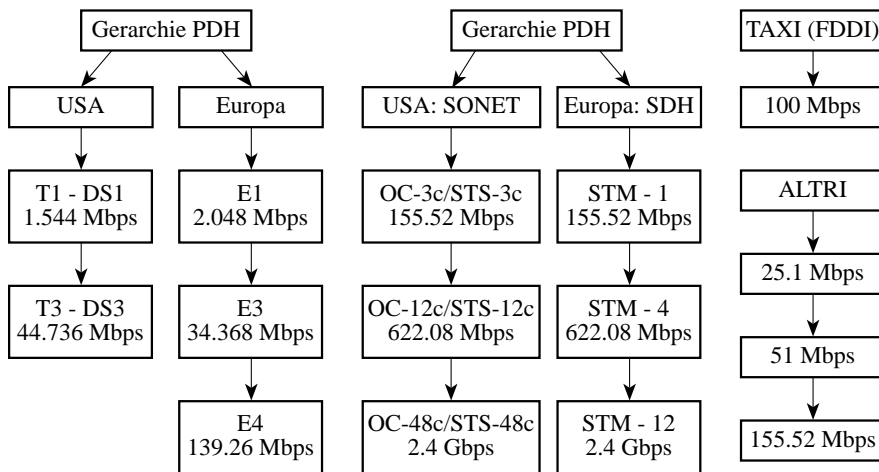 Gerarchie PDH
USA
Europa
T1 - DS1
1.544 Mbps
T3 - DS3
44.736 Mbps
E1
2.048 Mbps
E3
34.368 Mbps
E4
139.26 Mbps
Gerarchie PDH
USA: SONET
Europa: SDH
OC-3c/STS-3c
155.52 Mbps
OC-12c/STS-12c
622.08 Mbps
OC-48c/STS-48c
2.4 Gbps
STM - 1
155.52 Mbps
STM - 4
622.08 Mbps
STM - 12
2.4 Gbps
TAXI (FDDI)
100 Mbps
ALTRI
25.1 Mbps
51 Mbps
155.52 Mbps